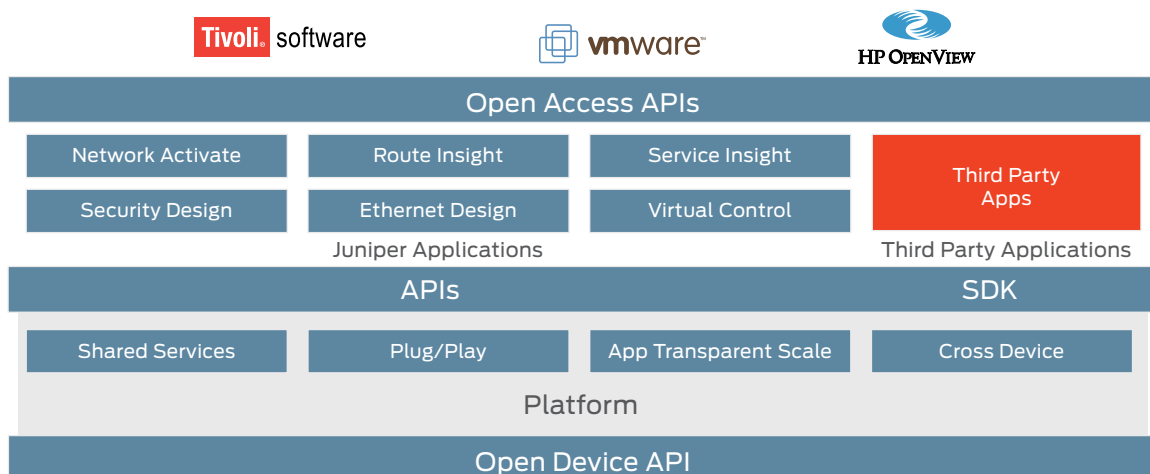 Tivoli® software
vmware™
HP OPENVIEW
Open Access APIs
Network Activate
Route Insight
Service Insight
Third Party
Apps
Security Design
Ethernet Design
Virtual Control
Juniper Applications
Third Party Applications
APIs
SDK
Shared Services
Plug/Play
App Transparent Scale
Cross Device
Platform
Open Device API